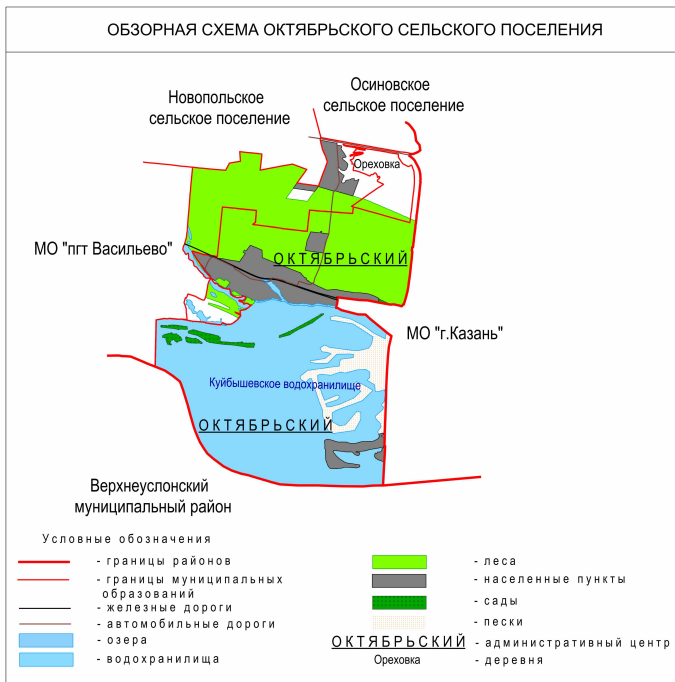 ОБЗОРНАЯ СХЕМА ОКТЯБРЬСКОГО СЕЛЬСКОГО ПОСЕЛЕНИЯ
Осиновское
сельское поселение
Новопольское
сельское поселение
Ореховка
МО "пгт Васильево"
ОКТЯБРЬСКИЙ
МО "г.Казань"
Куйбышевское водохранилище
ОКТЯБРЬСКИЙ
Верхнеуслонский
муниципальный район
Условные обозначения
- границы районов
- границы муниципальных
образований
- железные дороги
- автомобильные дороги
- озера
- водохранилища
- леса
- населенные пункты
- сады
- пески
ОКТЯБРЬСКИЙ - административный центр
Ореховка - деревня